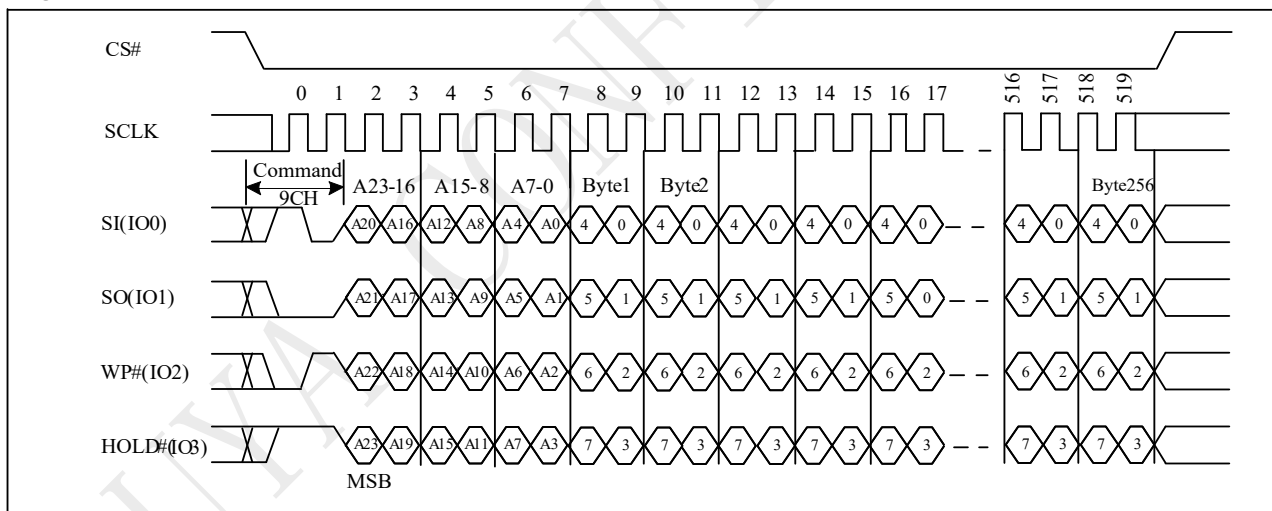 CS#
0 1 2 3 4 5 6 7 8 9 10 11 12 13 14 15 16 17 516 517 518 519
SCLK
Command
9CH
A23-16 A15-8 A7-0 Byte1 Byte2 Byte256
SI(IO0) A20 A16 A12 A8 A4 A0 4 0 4 0 4 0 4 0 4 0 4 0 4 0
SO(IO1) A21 A17 A13 A9 A5 A1 5 1 5 1 5 1 5 1 5 0 5 1 5 1
WP#(IO2) A22 A18 A14 A10 A6 A2 6 2 6 2 6 2 6 2 6 2 6 2 6 2
HOLD#(IO3) A23 A19 A15 A11 A7 A3 7 3 7 3 7 3 7 3 7 3 7 3 7 3
MSB